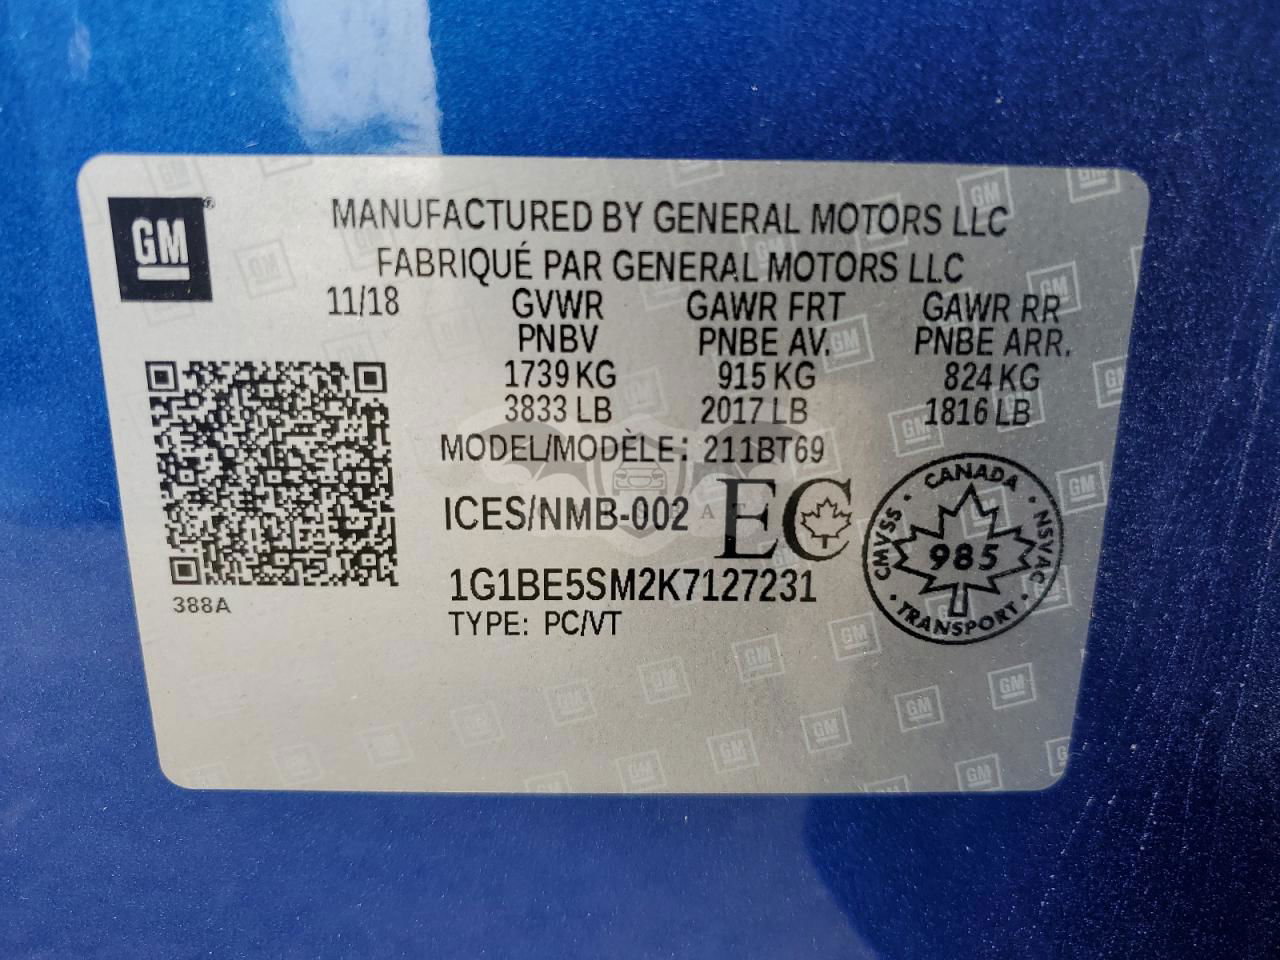 GM®
MANUFACTURED BY GENERAL MOTORS LLC
FABRIQUÉ PAR GENERAL MOTORS LLC
11/18 GVWR GAWR FRT GAWR RR
PNBV PNBE AV. PNBE ARR.
1739 KG 915 KG 824 KG
3833 LB 2017 LB 1816 LB
MODEL/MODÈLE: 211BT69
ICES/NMB-002 EC
1G1BE5SM2K7127231
TYPE: PC/VT
388A
CANADA
CMVSS 985 NSVAC
TRANSPORT